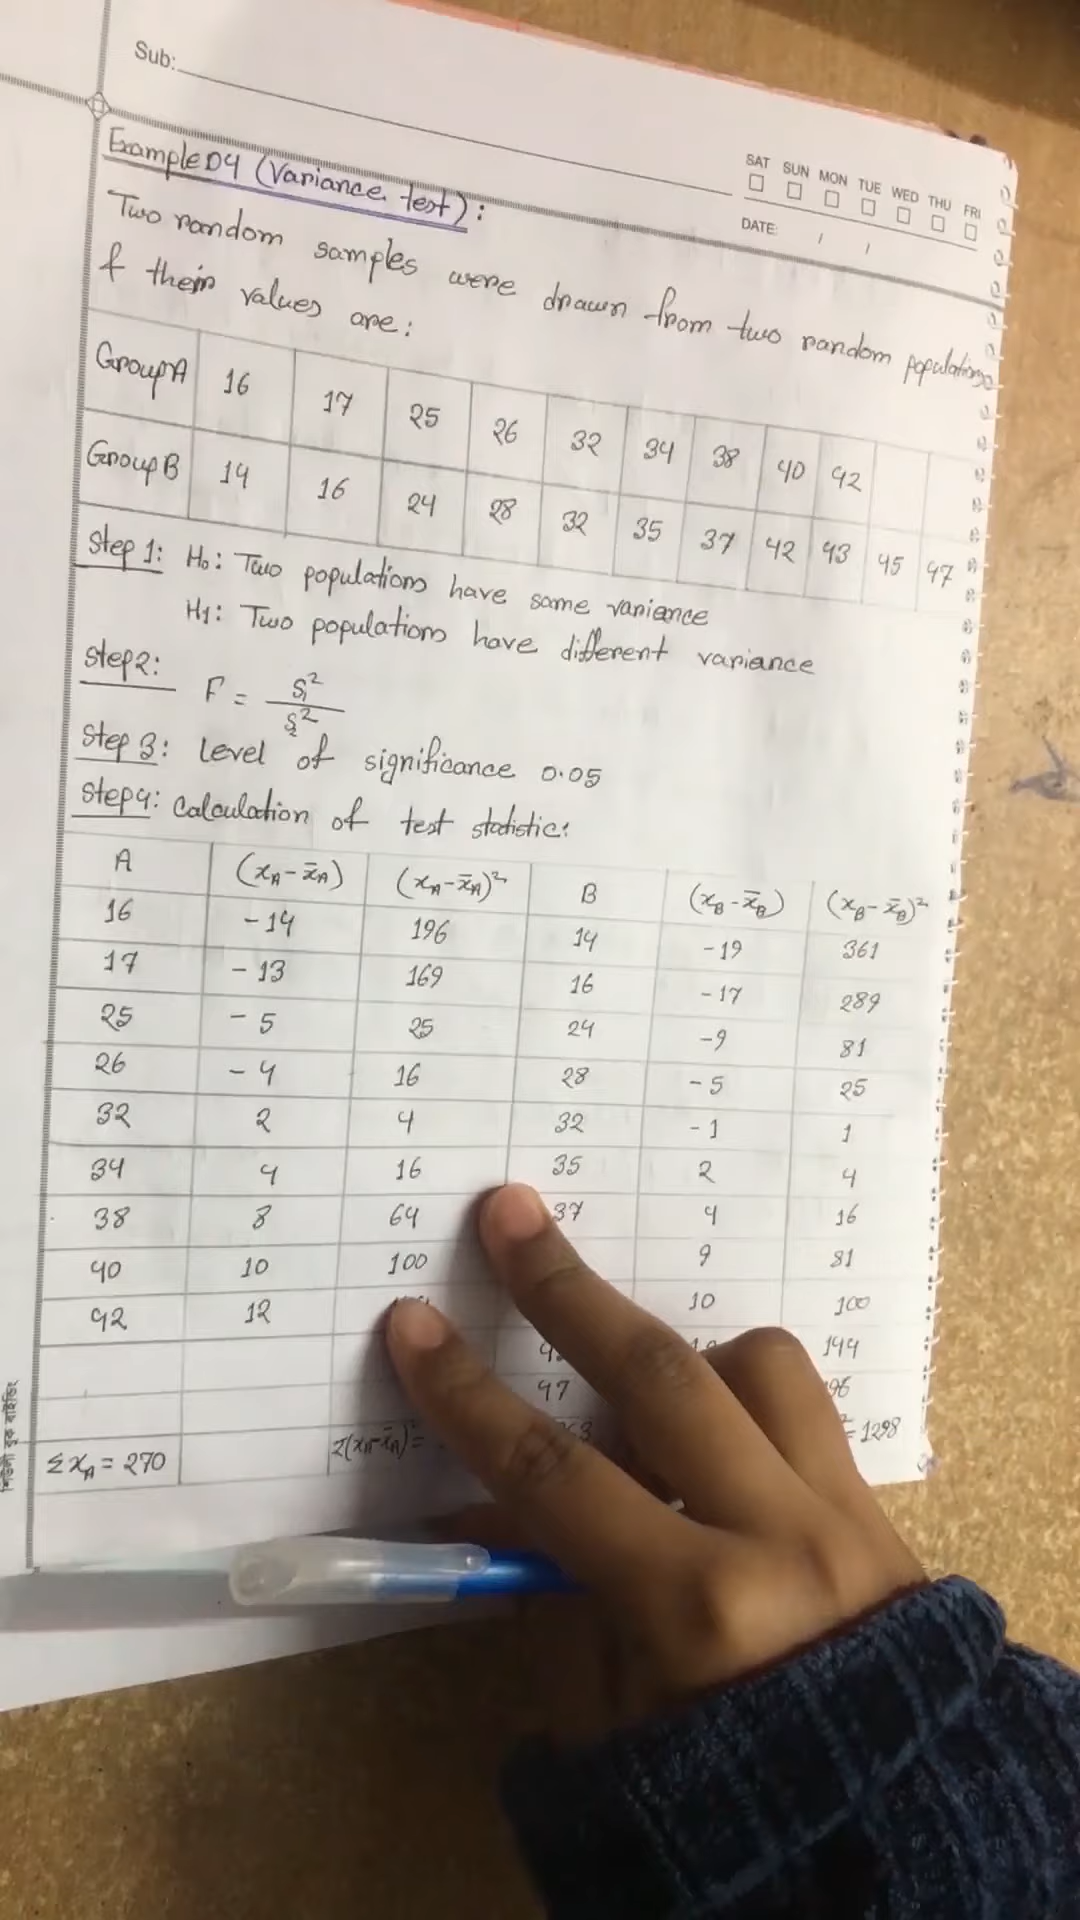 Sub:
SAT SUN MON TUE WED THU FRI
DATE: / /
Example 04 (Variance test):
Two random samples were drawn from two random populations
& their values are:
Group A 16 17 25 26 32 34 38 40 42
Group B 14 16 24 28 32 35 37 42 43 45 47
Step 1: H₀: Two populations have same variance
H₁: Two populations have different variance
Step 2: F = S₁² / S₂²
Step 3: Level of significance 0.05
Step 4: Calculation of test statistic:
A (x_A - x̄_A) (x_A - x̄_A)² B (x_B - x̄_B) (x_B - x̄_B)²
16 -14 196 14 -19 361
17 -13 169 16 -17 289
25 -5 25 24 -9 81
26 -4 16 28 -5 25
32 2 4 32 -1 1
34 4 16 35 2 4
38 8 64 37 4 16
40 10 100 9 81
42 12 10 100
144
47
Σx_A = 270 Σ(x_A - x̄_A)² = = 1298
শিউলী বুক বাইন্ডিং